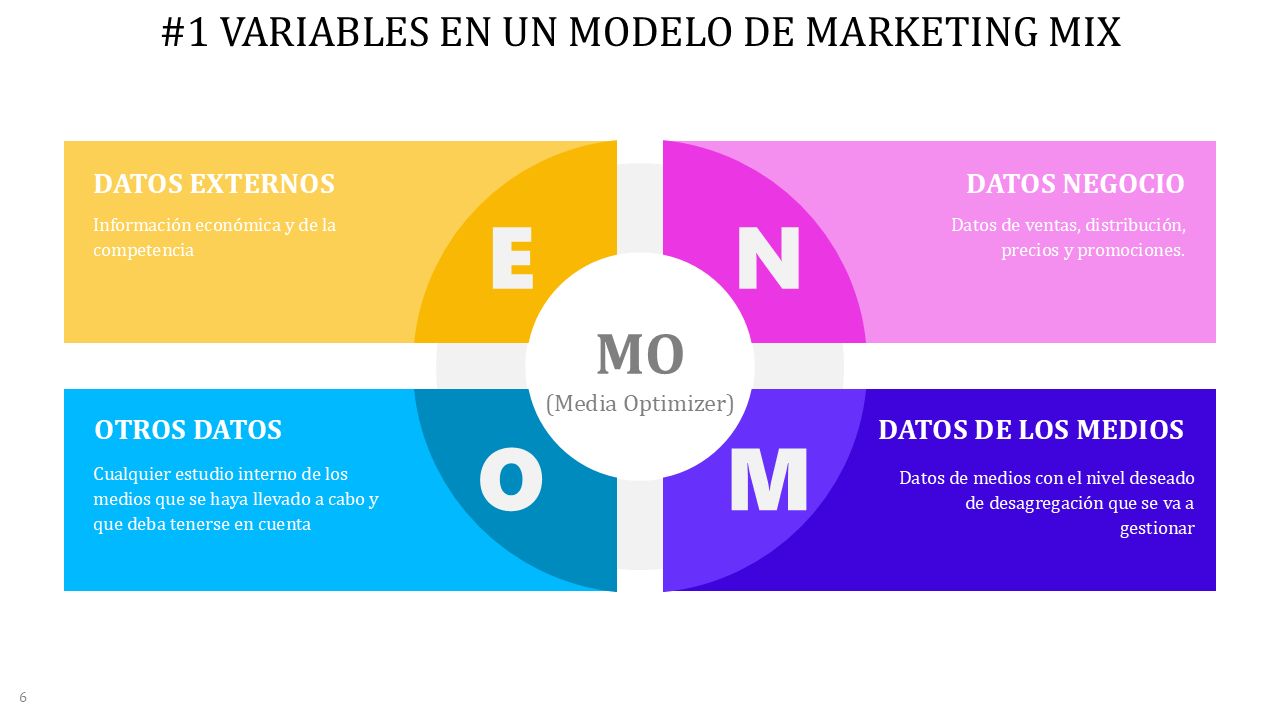 #1 VARIABLES EN UN MODELO DE MARKETING MIX
DATOS EXTERNOS
Información económica y de la
competencia
E
N
DATOS NEGOCIO
Datos de ventas, distribución,
precios y promociones.
MO
(Media Optimizer)
OTROS DATOS
Cualquier estudio interno de los
medios que se haya llevado a cabo y
que deba tenerse en cuenta
O
M
DATOS DE LOS MEDIOS
Datos de medios con el nivel deseado
de desagregación que se va a
gestionar
6